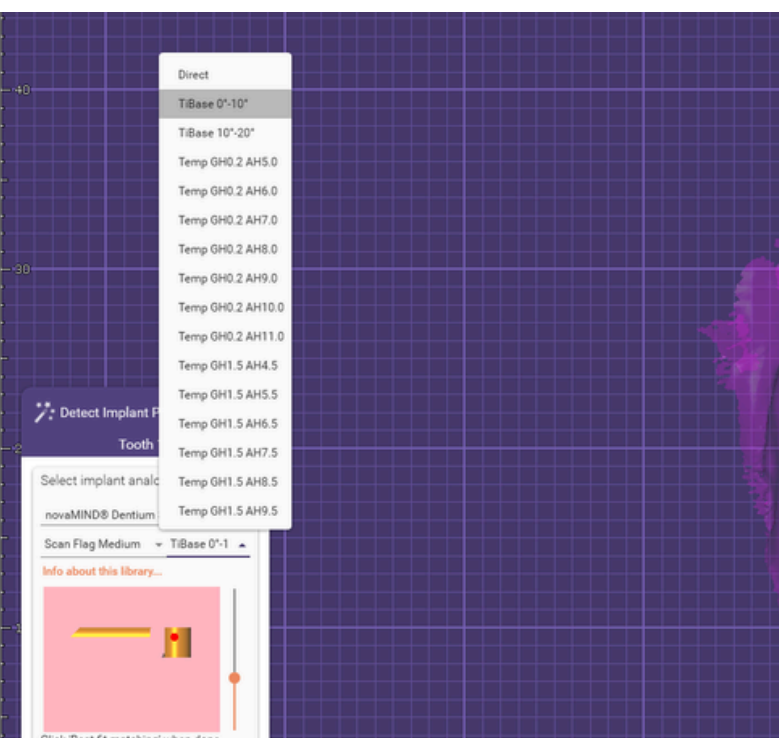 40
Direct
TiBase 0°-10°
TiBase 10°-20°
Temp GH0.2 AH5.0
Temp GH0.2 AH6.0
Temp GH0.2 AH7.0
Temp GH0.2 AH8.0
30
Temp GH0.2 AH9.0
Temp GH0.2 AH10.0
Temp GH0.2 AH11.0
Temp GH1.5 AH4.5
Temp GH1.5 AH5.5
Temp GH1.5 AH6.5
Temp GH1.5 AH7.5
Temp GH1.5 AH8.5
Temp GH1.5 AH9.5
Detect Implant P
2
Tooth
Select implant analo
novaMIND® Dentium
Scan Flag Medium TiBase 0°-1
Info about this library...
1